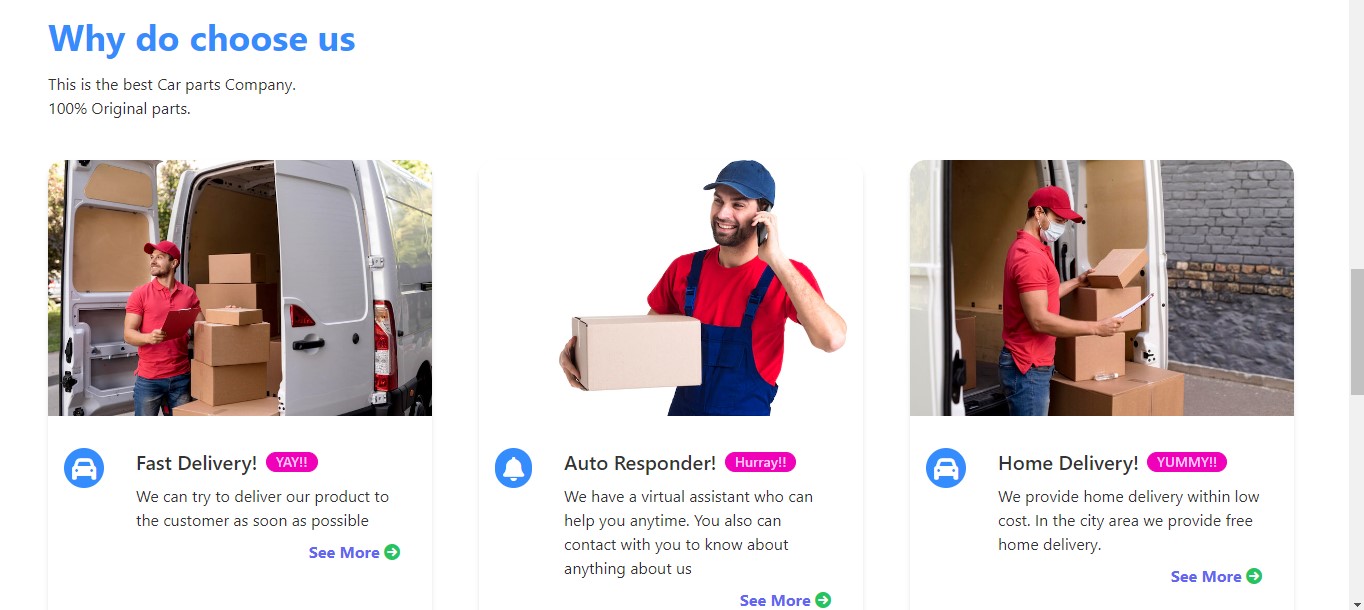 Why do choose us
This is the best Car parts Company.
100% Original parts.
Fast Delivery! YAY!!
We can try to deliver our product to
the customer as soon as possible
See More
Auto Responder! Hurray!!
We have a virtual assistant who can
help you anytime. You also can
contact with you to know about
anything about us
See More
Home Delivery! YUMMY!!
We provide home delivery within low
cost. In the city area we provide free
home delivery.
See More